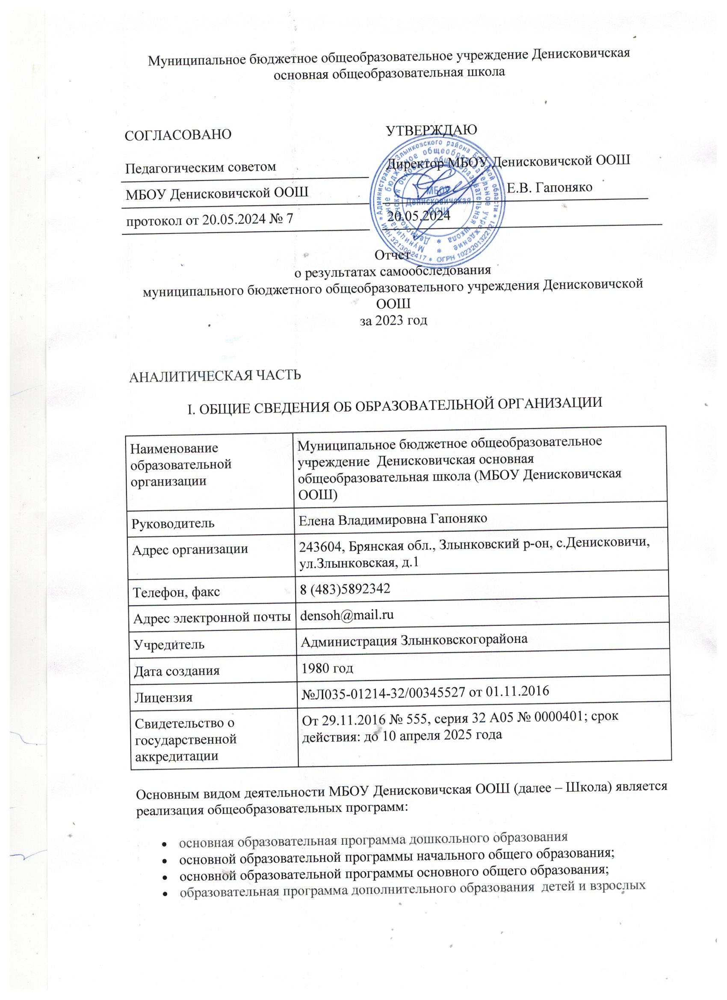 Муниципальное бюджетное общеобразовательное учреждение Денисковичская
основная общеобразовательная школа
СОГЛАСОВАНО
Педагогическим советом
МБОУ Денисковичской ООШ
протокол от 20.05.2024 № 7
УТВЕРЖДАЮ
Директор МБОУ Денисковичской ООШ
Е.В. Гапоняко
20.05.2024
Администрация Злынковского района Брянской области * ИНН 3213002417 * ОГРН 1023201322121
Муниципальное бюджетное общеобразовательное учреждение *
Денисковичская основная общеобразовательная школа *
МБОУ
Денисковичская
ООШ
Отчет
о результатах самообследования
муниципального бюджетного общеобразовательного учреждения Денисковичской
ООШ
за 2023 год
АНАЛИТИЧЕСКАЯ ЧАСТЬ
I. ОБЩИЕ СВЕДЕНИЯ ОБ ОБРАЗОВАТЕЛЬНОЙ ОРГАНИЗАЦИИ
Наименование
образовательной
организации
Муниципальное бюджетное общеобразовательное
учреждение  Денисковичская основная
общеобразовательная школа (МБОУ Денисковичская
ООШ)
Руководитель
Елена Владимировна Гапоняко
Адрес организации
243604, Брянская обл., Злынковский р-он, с.Денисковичи,
ул.Злынковская, д.1
Телефон, факс
8 (483)5892342
Адрес электронной почты
densoh@mail.ru
Учредитель
Администрация Злынковскогорайона
Дата создания
1980 год
Лицензия
№Л035-01214-32/00345527 от 01.11.2016
Свидетельство о
государственной
аккредитации
От 29.11.2016 № 555, серия 32 А05 № 0000401; срок
действия: до 10 апреля 2025 года
Основным видом деятельности МБОУ Денисковичская ООШ (далее – Школа) является
реализация общеобразовательных программ:
• основная образовательная программа дошкольного образования
• основной образовательной программы начального общего образования;
• основной образовательной программы основного общего образования;
• образовательная программа дополнительного образования  детей и взрослых